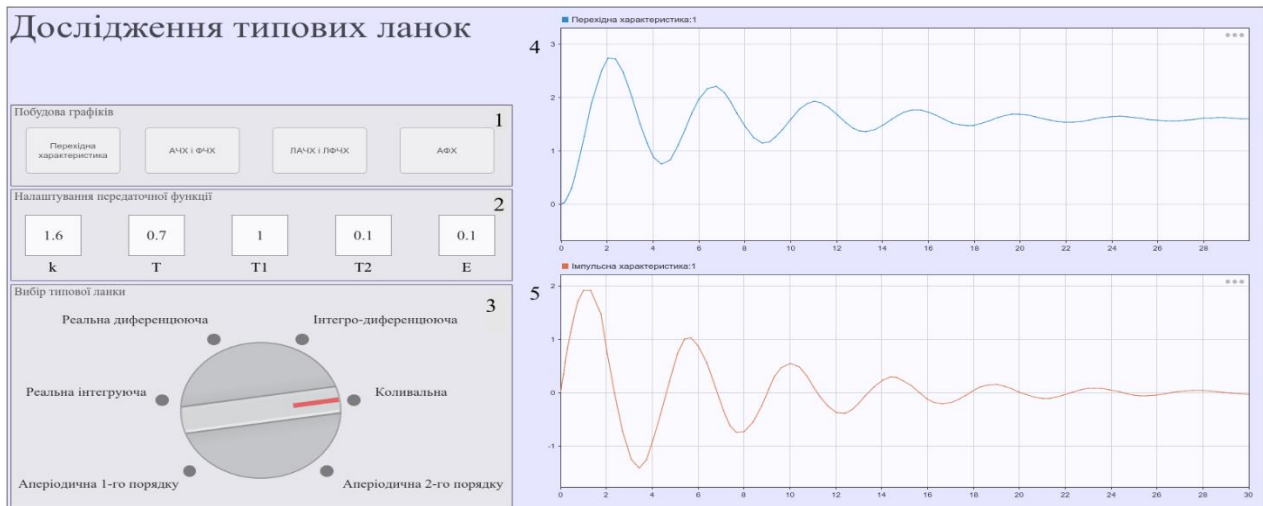 Дослідження типових ланок
Побудова графіків
1
Перехідна
характеристика
АЧХ і ФЧХ
ЛАЧХ і ЛФЧХ
АФХ
Налаштування передаточної функції
2
1.6 0.7 1 0.1 0.1
k T T1 T2 E
Вибір типової ланки
3
Реальна диференцююча Інтегро-диференцююча
Реальна інтегруюча Коливальна
Аперіодична 1-го порядку Аперіодична 2-го порядку
4
Перехідна характеристика:1
3
2
1
0
0 2 4 6 8 10 12 14 16 18 20 22 24 26 28
5
Імпульсна характеристика:1
2
1
0
-1
0 2 4 6 8 10 12 14 16 18 20 22 24 26 28 30